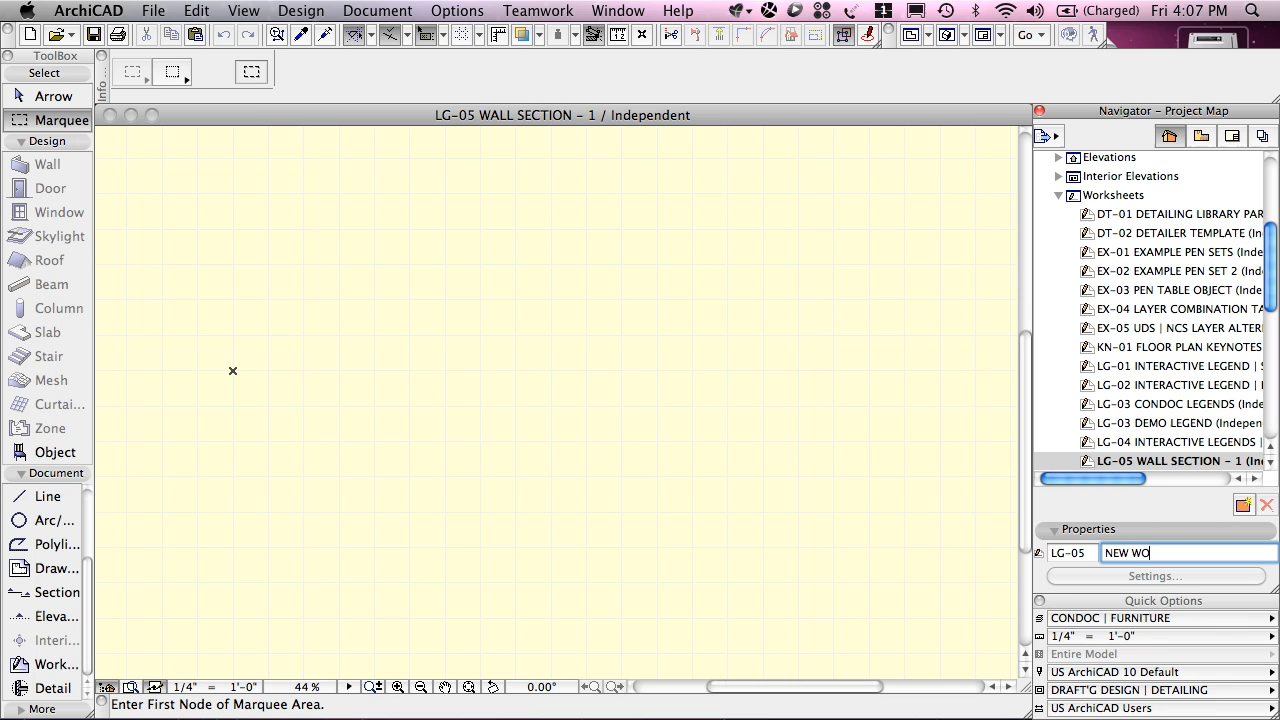 ArchiCAD File Edit View Design Document Options Teamwork Window Help (Charged) Fri 4:07 PM
ToolBox
Select
Arrow
Marquee
Design
Wall
Door
Window
Skylight
Roof
Beam
Column
Slab
Stair
Mesh
Curtai...
Zone
Object
Document
Line
Arc/...
Polyli...
Draw...
Section
Eleva...
Interi...
Work...
Detail
More
Info
LG-05 WALL SECTION - 1 / Independent
1/4" = 1'-0" 44 % 0.00°
Enter First Node of Marquee Area.
Go
Navigator - Project Map
Elevations
Interior Elevations
Worksheets
DT-01 DETAILING LIBRARY PAR
DT-02 DETAILER TEMPLATE (In
EX-01 EXAMPLE PEN SETS (Inde
EX-02 EXAMPLE PEN SET 2 (Ind
EX-03 PEN TABLE OBJECT (Inde
EX-04 LAYER COMBINATION TA
EX-05 UDS | NCS LAYER ALTER
KN-01 FLOOR PLAN KEYNOTES
LG-01 INTERACTIVE LEGEND |
LG-02 INTERACTIVE LEGEND |
LG-03 CONDOC LEGENDS (Inde
LG-03 DEMO LEGEND (Indepen
LG-04 INTERACTIVE LEGENDS |
LG-05 WALL SECTION - 1 (In
Properties
LG-05 NEW WO
Settings...
Quick Options
CONDOC | FURNITURE
1/4" = 1'-0"
Entire Model
US ArchiCAD 10 Default
DRAFT'G DESIGN | DETAILING
US ArchiCAD Users